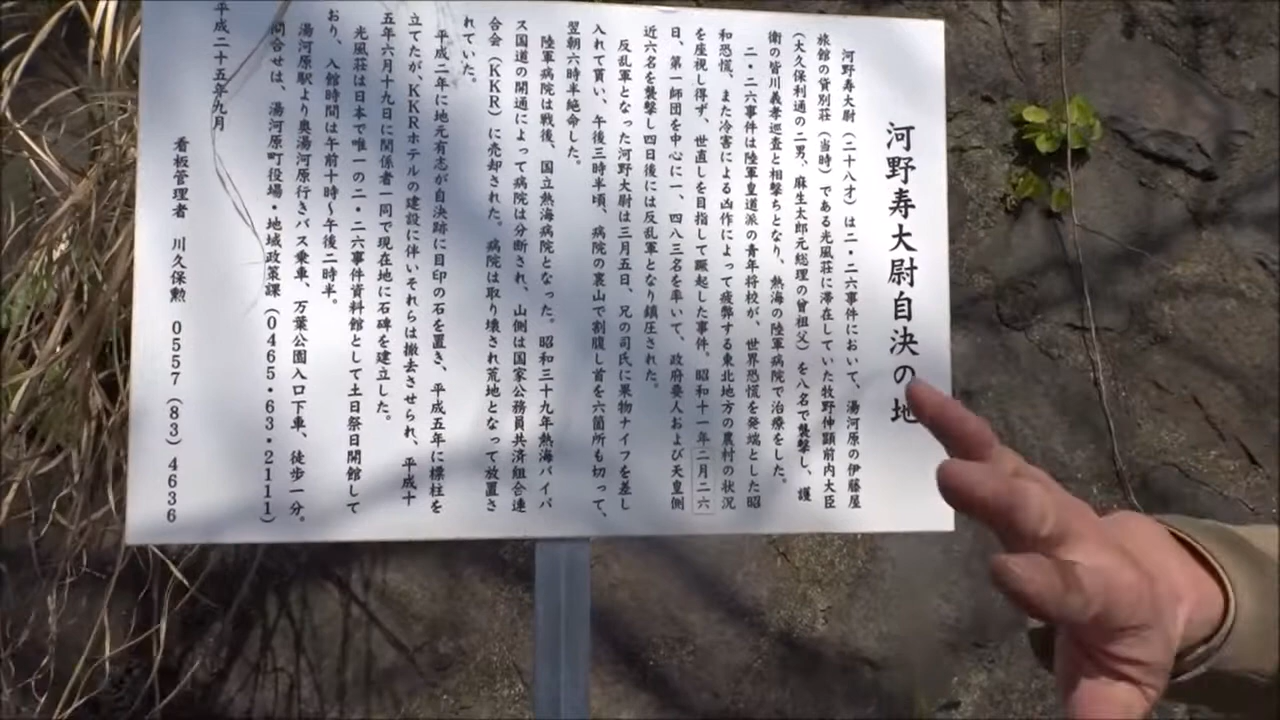 河野寿大尉自決の地
河野寿大尉（二十八才）は二・二六事件において、湯河原の伊藤屋
旅館の貸別荘（当時）である光風荘に滞在していた牧野伸顕前内大臣
（大久保利通の二男、麻生太郎元総理の曽祖父）を八名で襲撃し、護
衛の皆川義孝巡査と相撃ちとなり、熱海の陸軍病院で治療をした。
二・二六事件は陸軍皇道派の青年将校が、世界恐慌を発端とした昭
和恐慌、また冷害による凶作によって疲弊する東北地方の農村の状況
を座視し得ず、世直しを目指して蹶起した事件。昭和十一年二月二六
日、第一師団を中心に一、四八三名を率いて、政府要人および天皇側
近六名を襲撃し四日後には反乱軍となり鎮圧された。
反乱軍となった河野大尉は三月五日、兄の司氏に果物ナイフを差し
入れて貰い、午後三時半頃、病院の裏山で割腹し首を六箇所も切って、
翌朝六時半絶命した。
陸軍病院は戦後、国立熱海病院となった。昭和三十九年熱海バイパ
ス国道の開通によって病院は分断され、山側は国家公務員共済組合連
合会（KKR）に売却された。病院は取り壊され荒地となって放置さ
れていた。
平成二年に地元有志が自決跡に目印の石を置き、平成五年に標柱を
立てたが、KKRホテルの建設に伴いそれらは撤去させられ、平成十
五年六月十九日に関係者一同で現在地に石碑を建立した。
光風荘は日本で唯一の二・二六事件資料館として土日祭日開館して
おり、入館時間は午前十時～午後二時半。
湯河原駅より奥湯河原行きバス乗車、万葉公園入口下車、徒歩一分。
問合せは、湯河原町役場・地域政策課（0465・63・2111）
平成二十五年九月
看板管理者 川久保勲 0557（83）4636